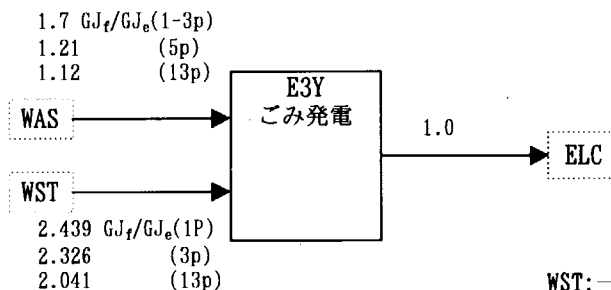 1.7 GJf/GJe(1-3p)
1.21 (5p)
1.12 (13p)
WAS
E3Y
ごみ発電
1.0
ELC
WST
2.439 GJf/GJe(1P)
2.326 (3p)
2.041 (13p)
WST:一